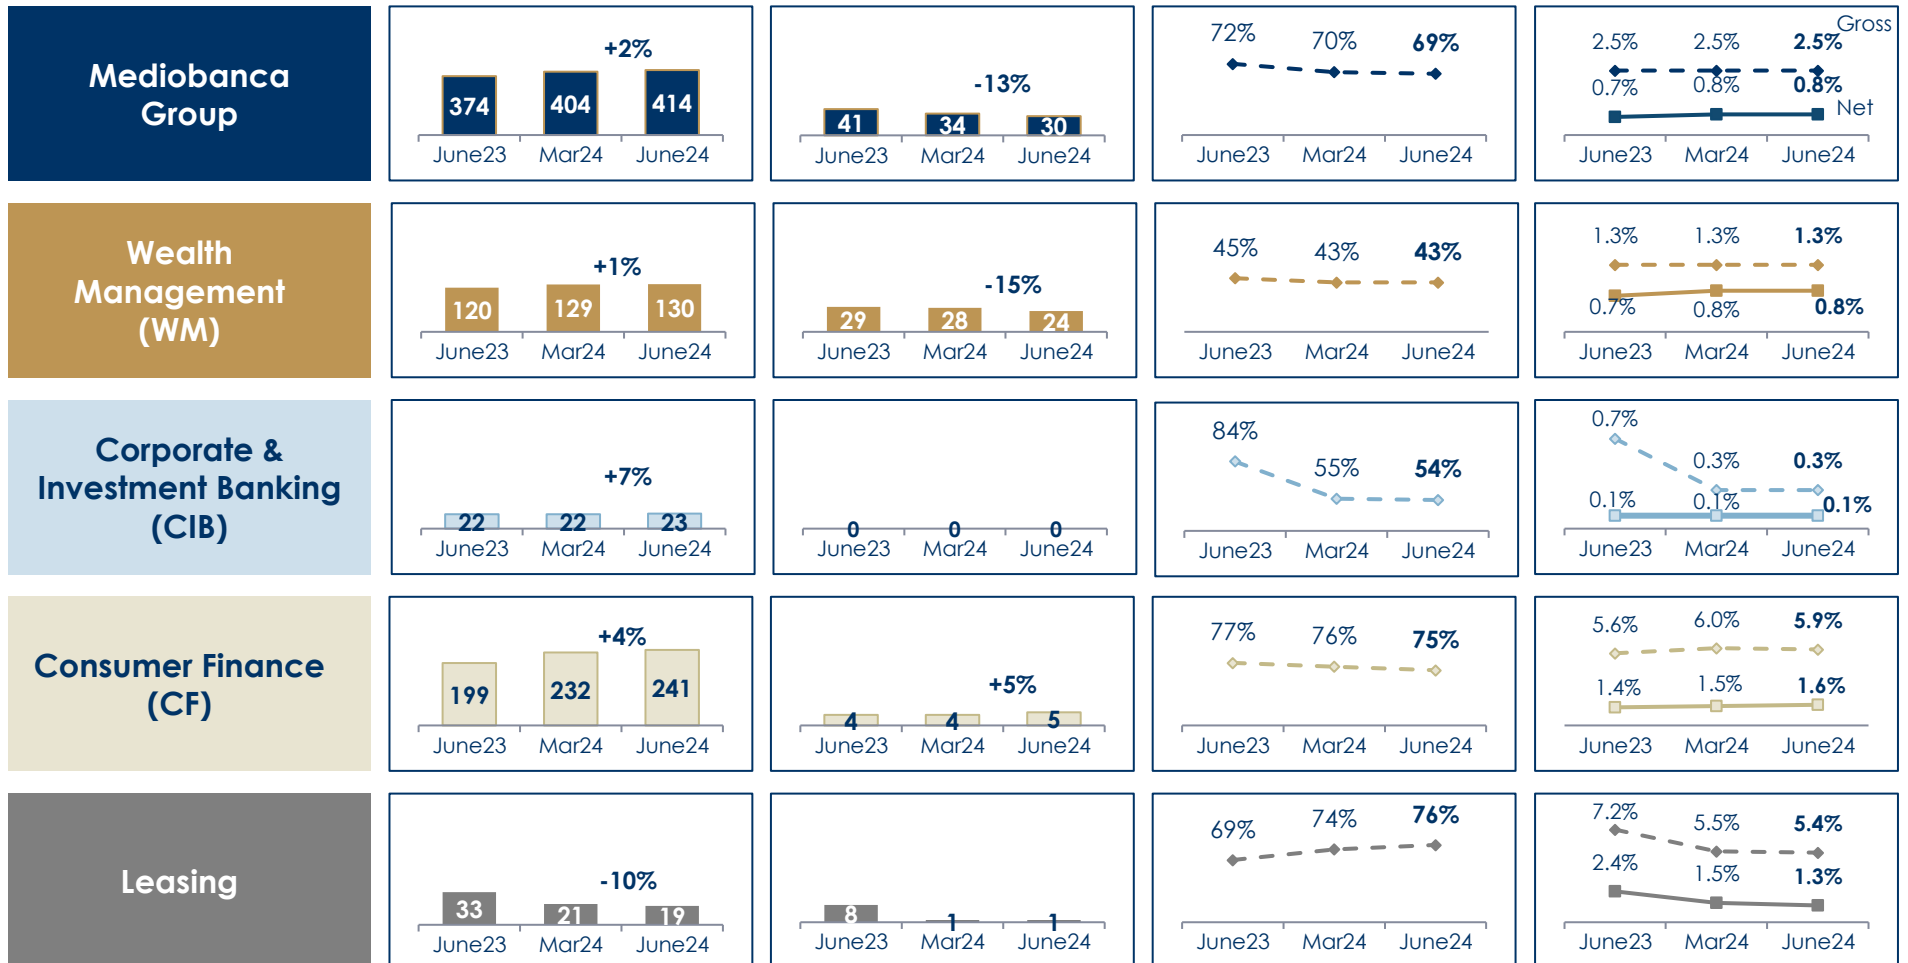 Mediobanca
Group
+2%
374 404 414
June23 Mar24 June24
-13%
41 34 30
June23 Mar24 June24
72% 70% 69%
June23 Mar24 June24
Gross
2.5% 2.5% 2.5%
0.7% 0.8% 0.8%
Net
June23 Mar24 June24
Wealth
Management
(WM)
+1%
120 129 130
June23 Mar24 June24
-15%
29 28 24
June23 Mar24 June24
45% 43% 43%
June23 Mar24 June24
1.3% 1.3% 1.3%
0.7% 0.8% 0.8%
June23 Mar24 June24
Corporate &
Investment Banking
(CIB)
+7%
22 22 23
June23 Mar24 June24
0 0 0
June23 Mar24 June24
84% 55% 54%
June23 Mar24 June24
0.7% 0.3% 0.3%
0.1% 0.1% 0.1%
June23 Mar24 June24
Consumer Finance
(CF)
+4%
199 232 241
June23 Mar24 June24
+5%
4 4 5
June23 Mar24 June24
77% 76% 75%
June23 Mar24 June24
5.6% 6.0% 5.9%
1.4% 1.5% 1.6%
June23 Mar24 June24
Leasing
-10%
33 21 19
June23 Mar24 June24
8 1 1
June23 Mar24 June24
69% 74% 76%
June23 Mar24 June24
7.2% 5.5% 5.4%
2.4% 1.5% 1.3%
June23 Mar24 June24